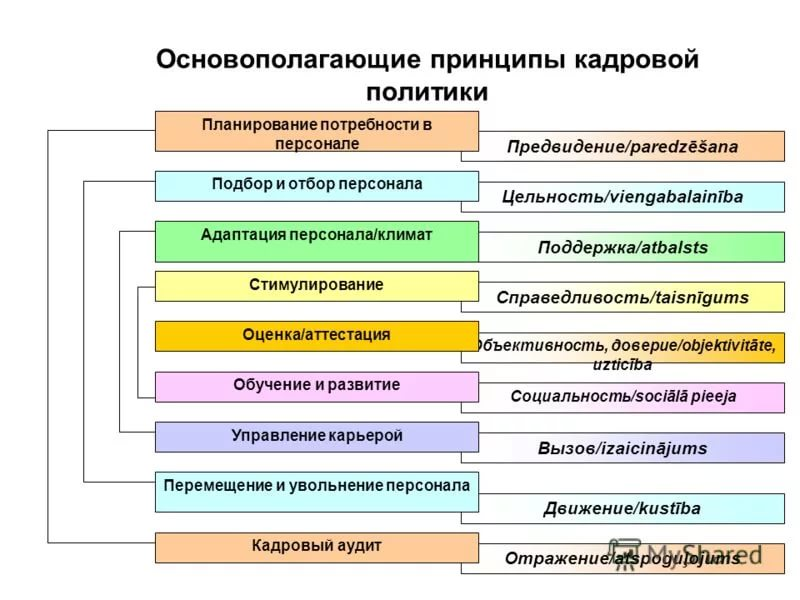 Основополагающие принципы кадровой
политики
Планирование потребности в
персонале
Предвидение/paredzēšana
Подбор и отбор персонала
Цельность/viengabalainība
Адаптация персонала/климат
Поддержка/atbalsts
Стимулирование
Справедливость/taisnīgums
Оценка/аттестация
Объективность, доверие/objektivitāte,
uzticība
Обучение и развитие
Социальность/sociālā pieeja
Управление карьерой
Вызов/izaicinājums
Перемещение и увольнение персонала
Движение/kustība
Кадровый аудит
Отражение/atspoguļojums
MyShared